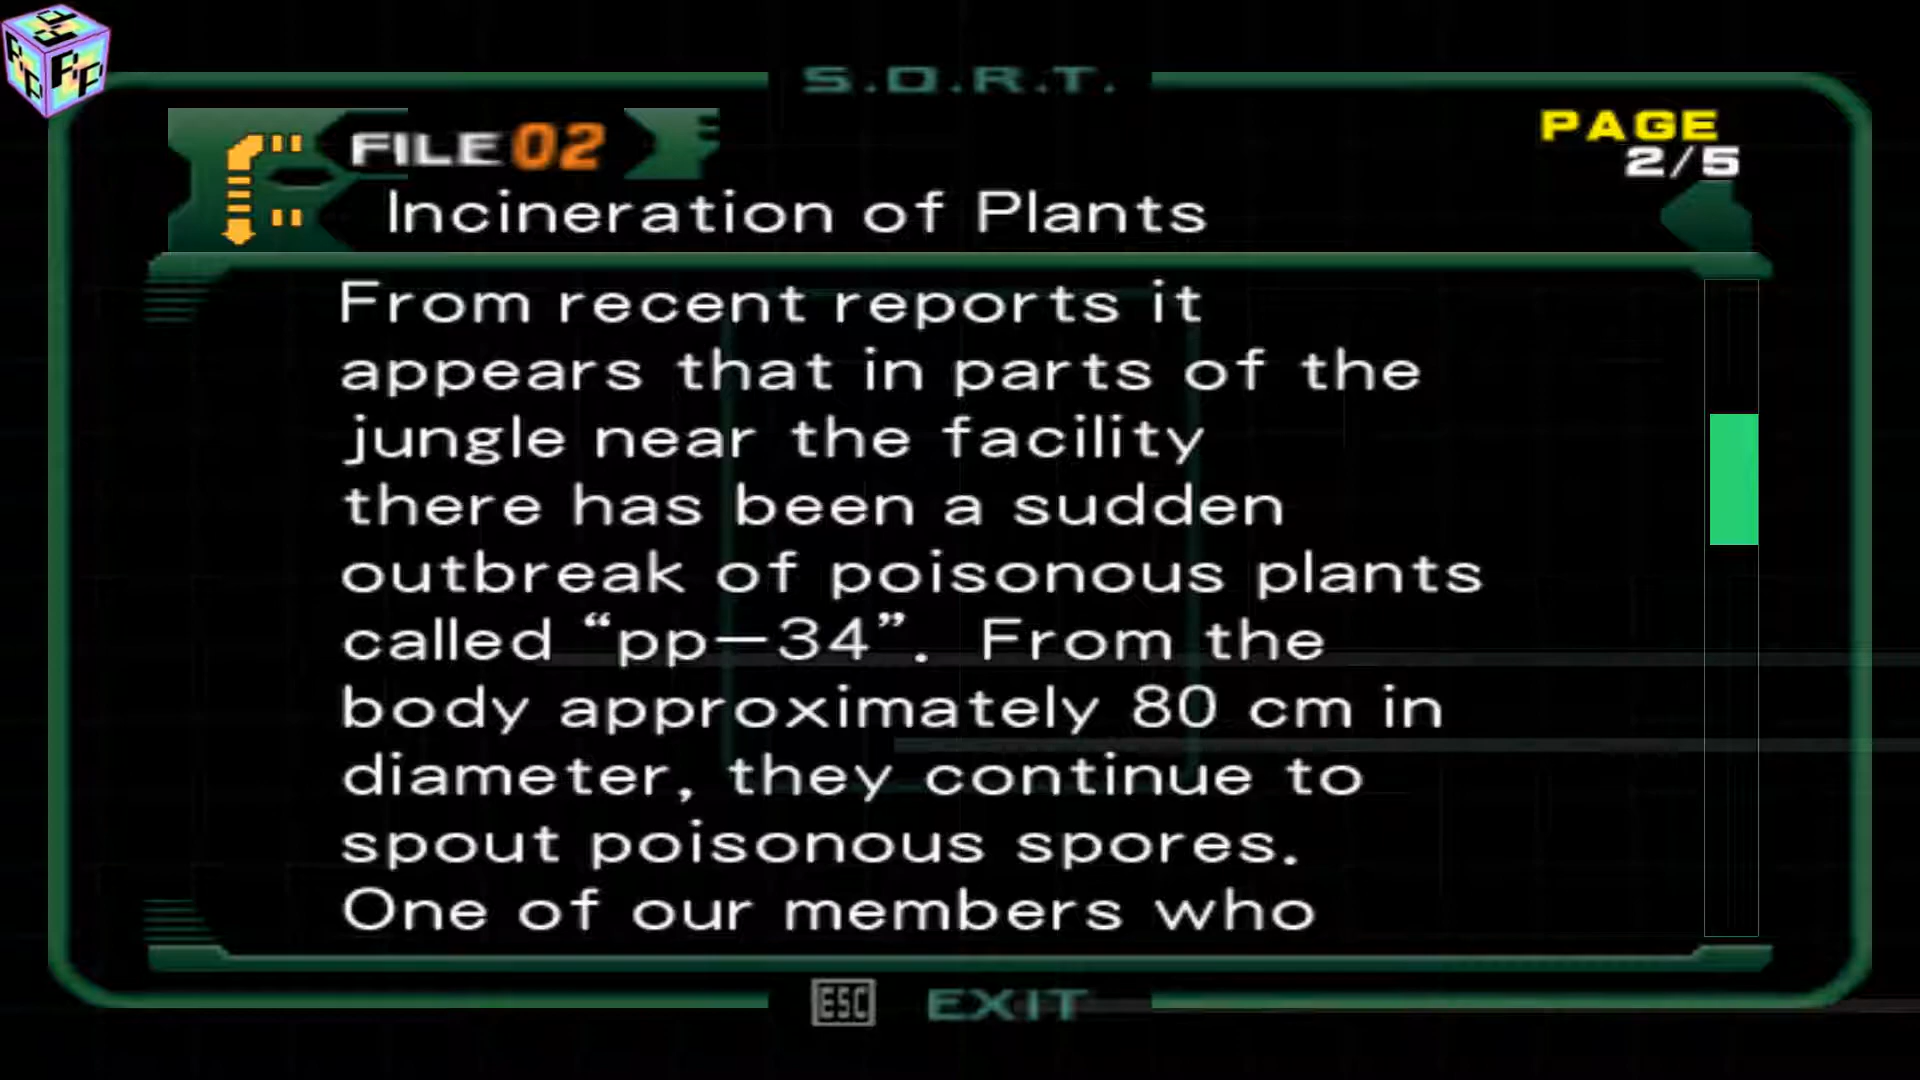 S.O.R.T.
FILE 02
PAGE
2/5
Incineration of Plants
From recent reports it
appears that in parts of the
jungle near the facility
there has been a sudden
outbreak of poisonous plants
called “pp-34”. From the
body approximately 80 cm in
diameter, they continue to
spout poisonous spores.
One of our members who
ESC EXIT